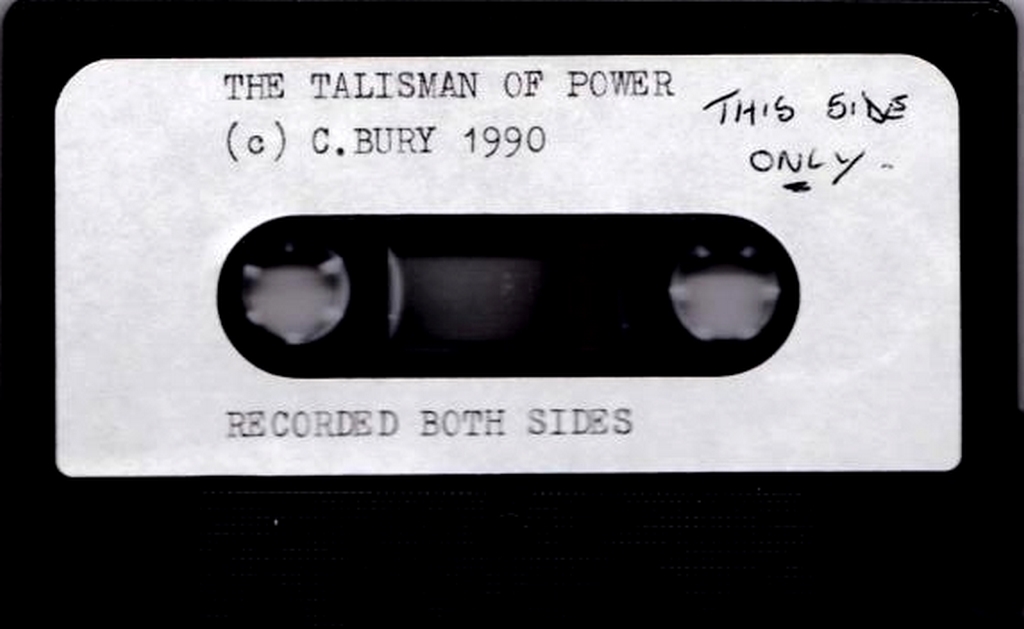 THE TALISMAN OF POWER
(c) C.BURY 1990
THIS SIDE
ONLY.
RECORDED BOTH SIDES